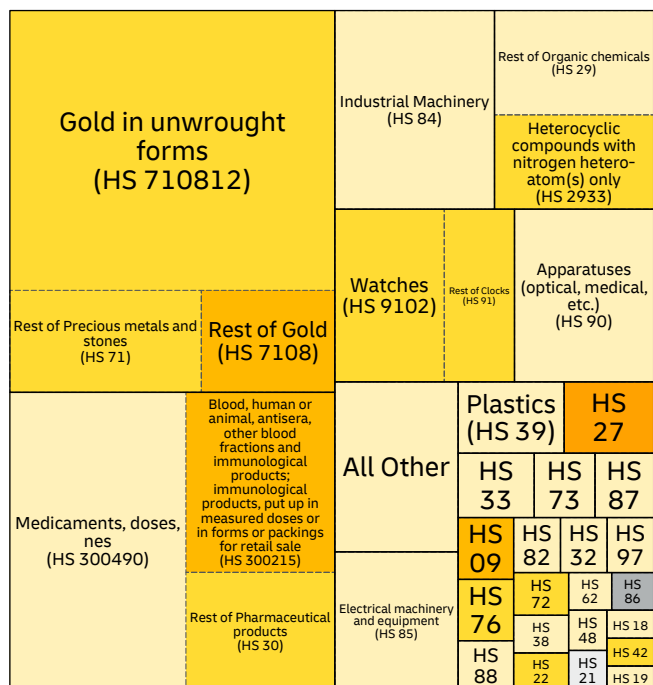 Gold in unwrought
forms
(HS 710812)
Rest of Precious metals and
stones
(HS 71)
Rest of Gold
(HS 7108)
Medicaments, doses,
nes
(HS 300490)
Blood, human or
animal, antisera,
other blood
fractions and
immunological
products;
immunological
products, put up in
measured doses or
in forms or packings
for retail sale
(HS 300215)
Rest of Pharmaceutical
products
(HS 30)
Industrial Machinery
(HS 84)
Rest of Organic chemicals
(HS 29)
Heterocyclic
compounds with
nitrogen hetero-
atom(s) only
(HS 2933)
Watches
(HS 9102)
Rest of Clocks
(HS 91)
Apparatuses
(optical, medical,
etc.)
(HS 90)
All Other
Electrical machinery
and equipment
(HS 85)
Plastics
(HS 39)
HS
27
HS
33
HS
73
HS
87
HS
09
HS
82
HS
32
HS
97
HS
76
HS
72
HS
62
HS
86
HS
38
HS
48
HS 18
HS 42
HS
88
HS
22
HS
21
HS 19